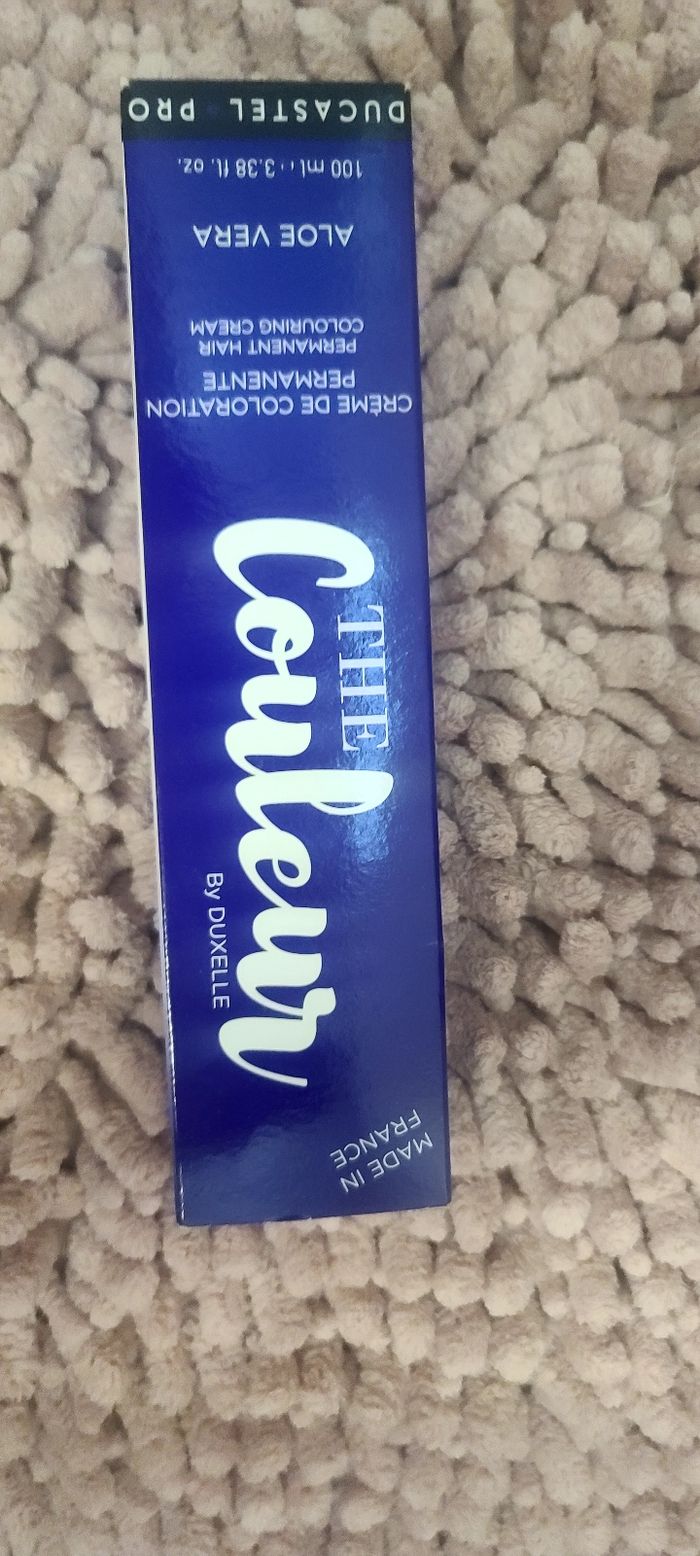 MADE IN
FRANCE
THE
Couleur
By DUXELLE
CRÈME DE COLORATION
PERMANENTE
PERMANENT HAIR
COLOURING CREAM
ALOE VERA
100 ml · 3.38 fl. oz.
DUCASTEL PRO